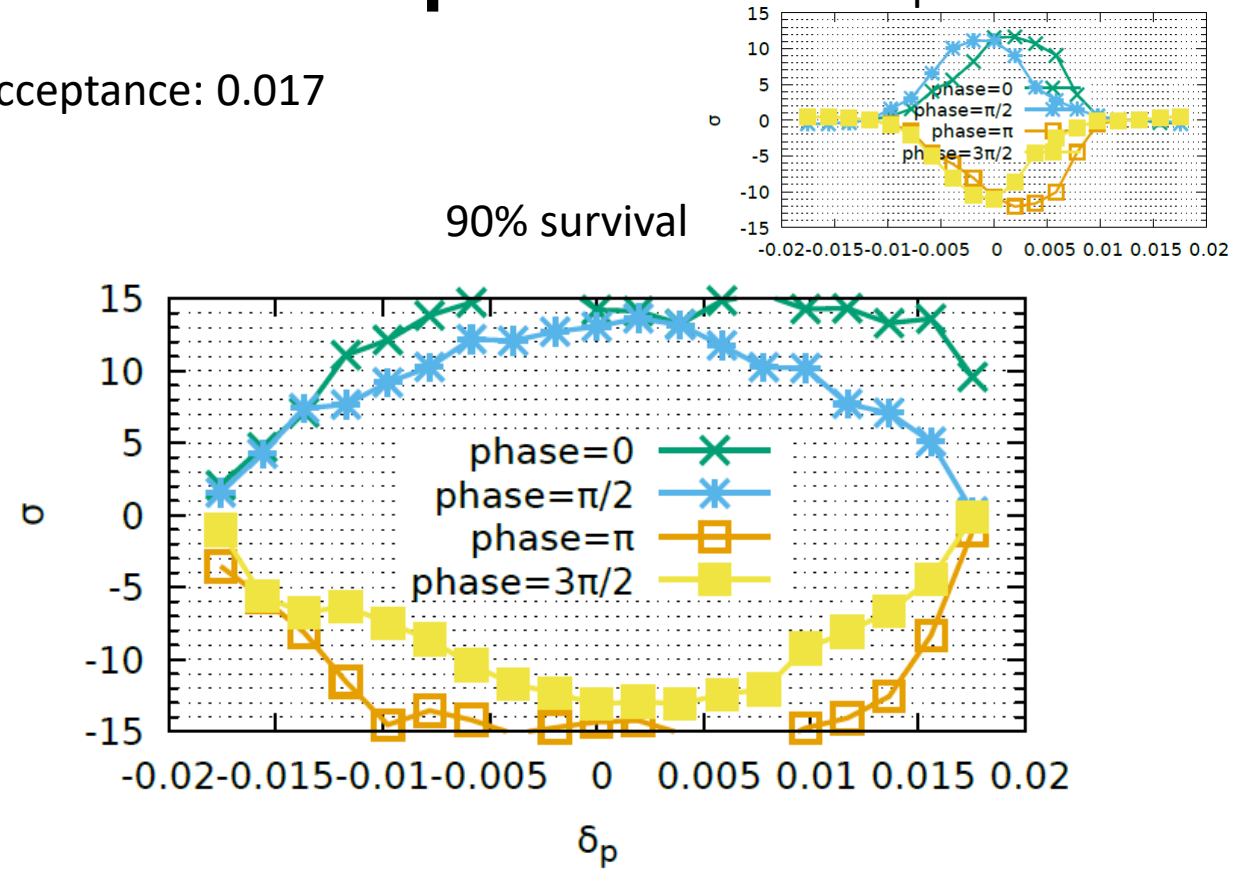 cceptance: 0.017
90% survival
15
10
5
0
-5
-10
-15
σ
phase=0
phase=π/2
phase=π
phase=3π/2
-0.02-0.015-0.01-0.005 0 0.005 0.01 0.015 0.02
15
10
5
0
-5
-10
-15
σ
phase=0
phase=π/2
phase=π
phase=3π/2
-0.02-0.015-0.01-0.005 0 0.005 0.01 0.015 0.02
δp